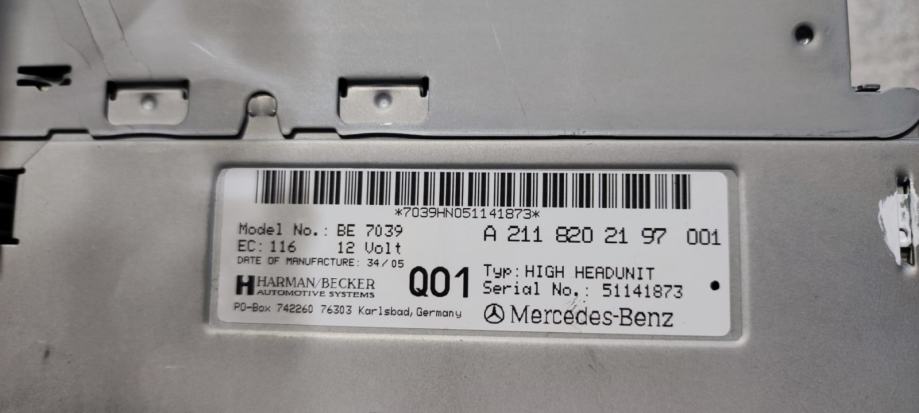 *7039HN051141873*
Model No.: BE 7039
A 211 820 21 97 001
EC: 116 12 Volt
DATE OF MANUFACTURE: 34/05
HARMAN/BECKER
AUTOMOTIVE SYSTEMS
Q01
Typ: HIGH HEADUNIT
Serial No.: 51141873
PO-Box 742260 76303 Karlsbad, Germany
Mercedes-Benz